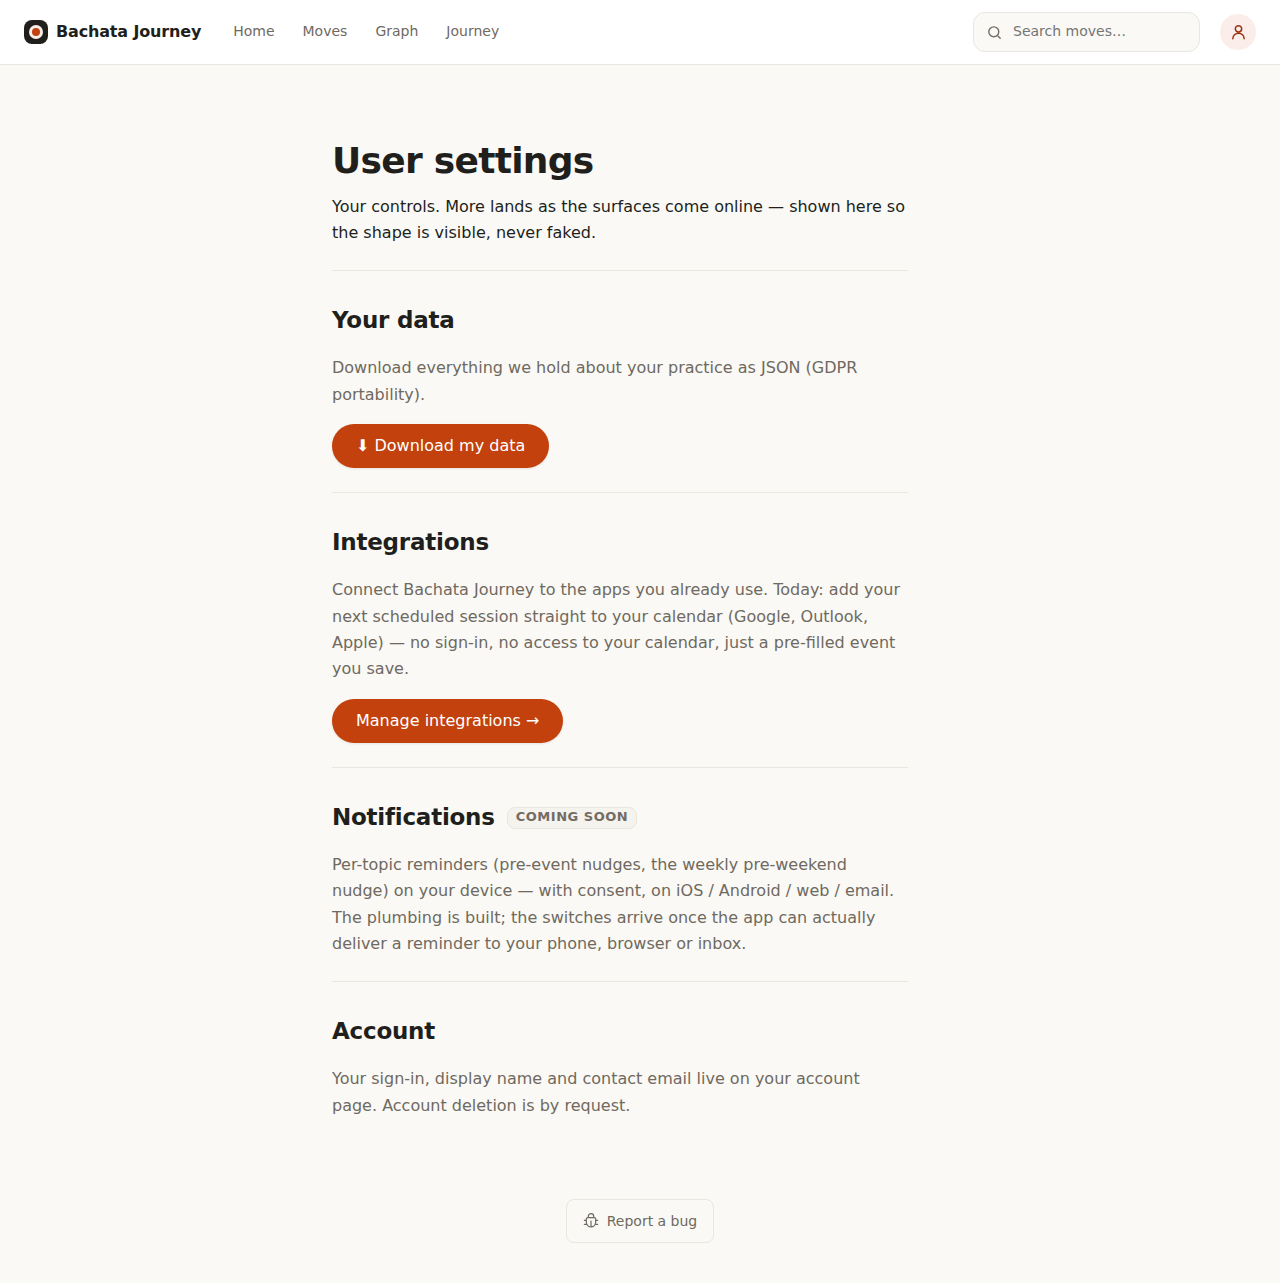 Bachata Journey
Home
Moves
Graph
Journey
Search moves...
User settings
Your controls. More lands as the surfaces come online — shown here so
the shape is visible, never faked.
Your data
Download everything we hold about your practice as JSON (GDPR
portability).
⬇ Download my data
Integrations
Connect Bachata Journey to the apps you already use. Today: add your
next scheduled session straight to your calendar (Google, Outlook,
Apple) — no sign-in, no access to your calendar, just a pre-filled event
you save.
Manage integrations →
Notifications COMING SOON
Per-topic reminders (pre-event nudges, the weekly pre-weekend
nudge) on your device — with consent, on iOS / Android / web / email.
The plumbing is built; the switches arrive once the app can actually
deliver a reminder to your phone, browser or inbox.
Account
Your sign-in, display name and contact email live on your account
page. Account deletion is by request.
Report a bug